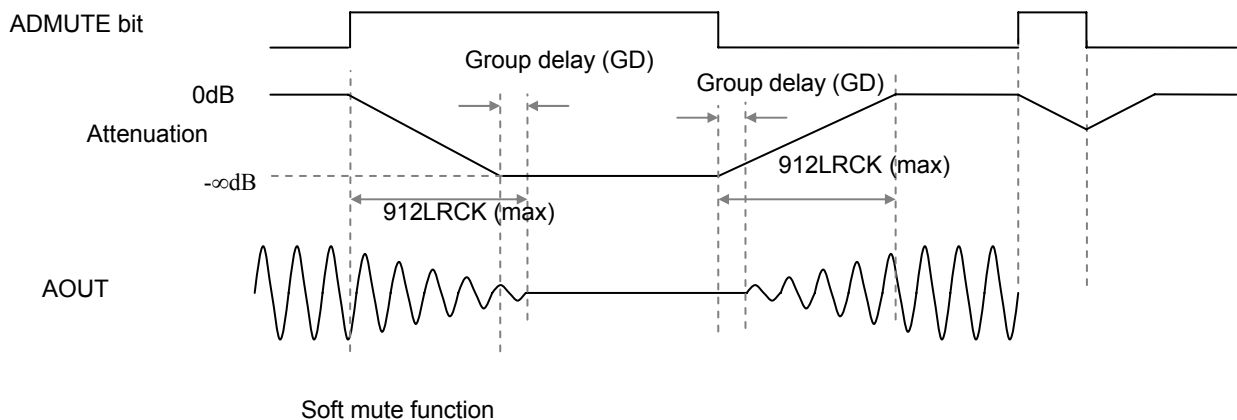 ADMUTE bit
Group delay (GD)
Group delay (GD)
0dB
Attenuation
912LRCK (max)
-∞dB
912LRCK (max)
AOUT
Soft mute function